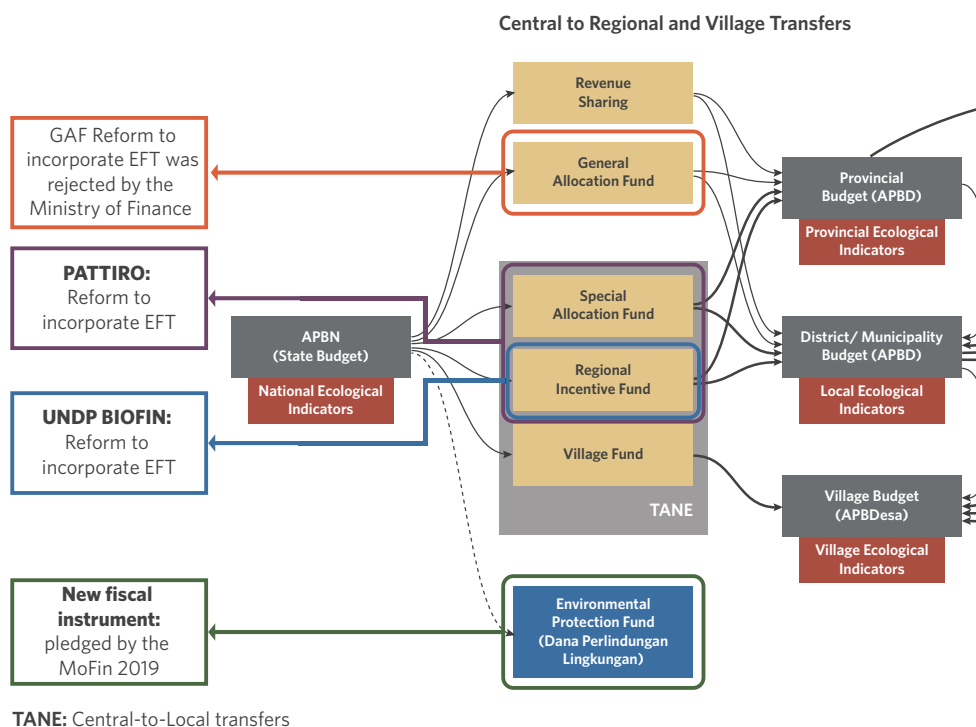 Central to Regional and Village Transfers
GAF Reform to
incorporate EFT was
rejected by the
Ministry of Finance
PATTIRO:
Reform to
incorporate EFT
UNDP BIOFIN:
Reform to
incorporate EFT
New fiscal
instrument:
pledged by the
MoFin 2019
APBN
(State Budget)
National Ecological
Indicators
Revenue
Sharing
General
Allocation Fund
Special
Allocation Fund
Regional
Incentive Fund
Village Fund
TANE
Environmental
Protection Fund
(Dana Perlindungan
Lingkungan)
Provincial
Budget (APBD)
Provincial Ecological
Indicators
District/ Municipality
Budget (APBD)
Local Ecological
Indicators
Village Budget
(APBDesa)
Village Ecological
Indicators
TANE: Central-to-Local transfers